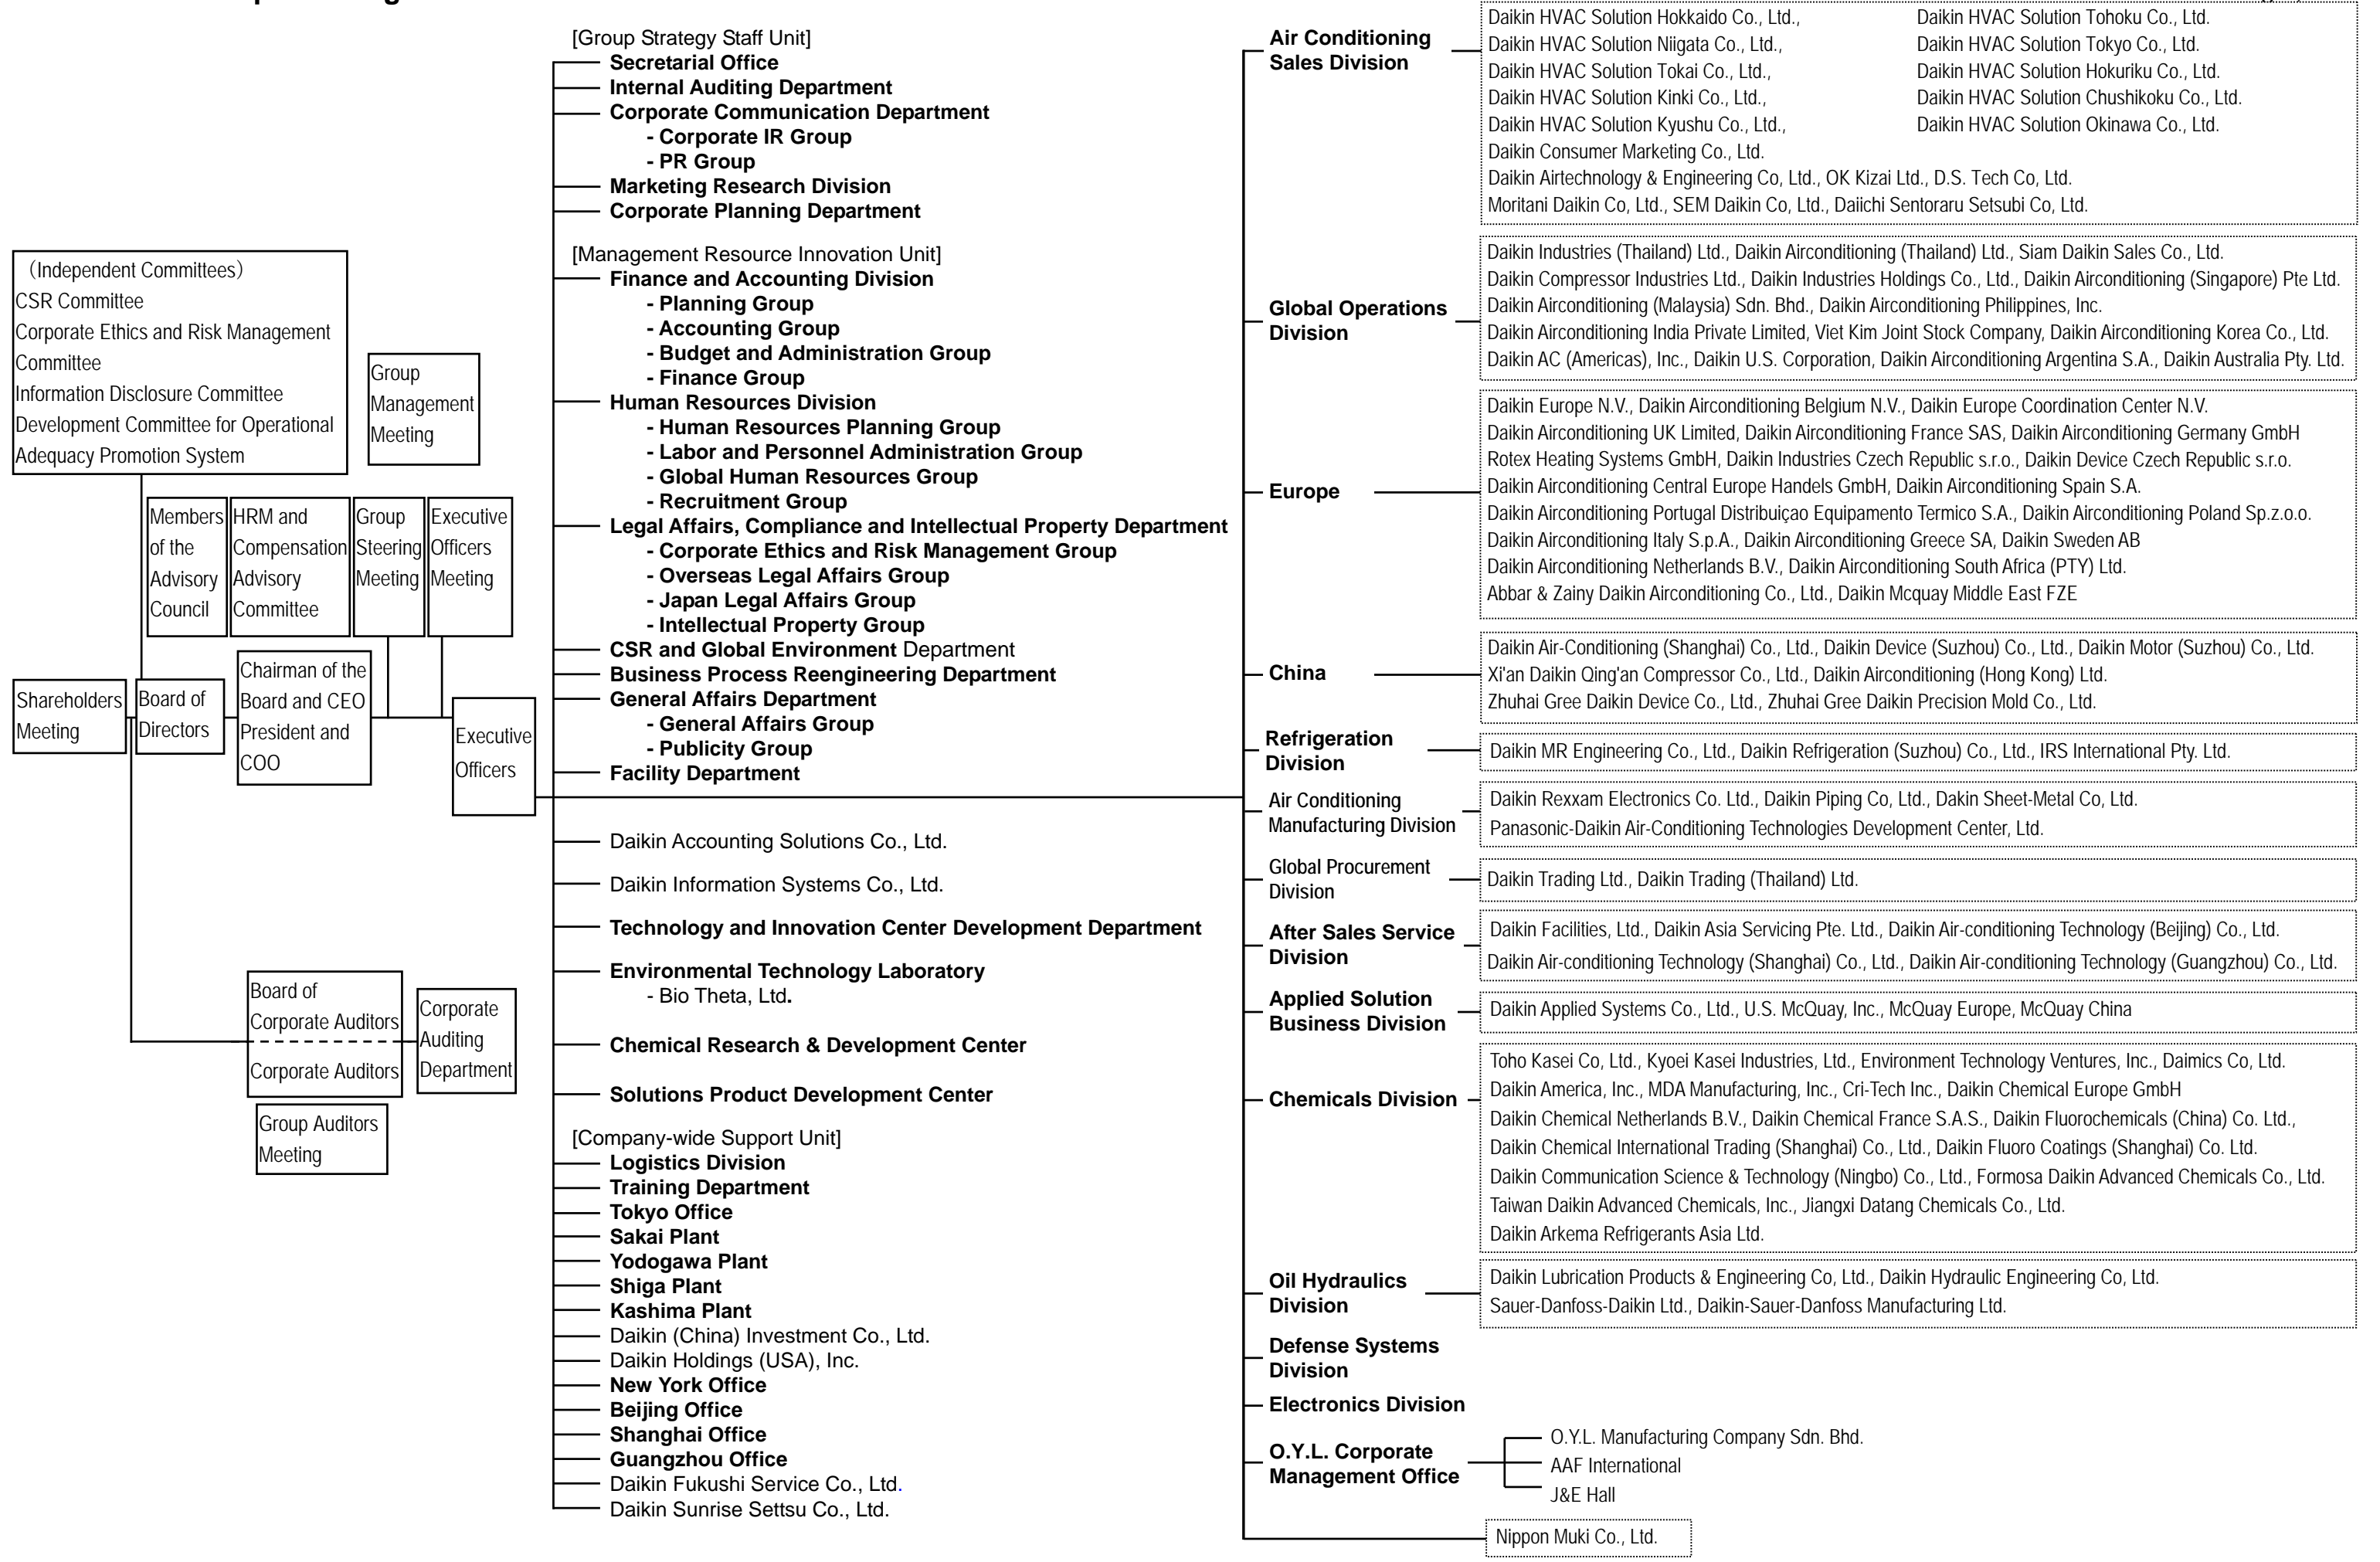 (Independent Committees)
CSR Committee
Corporate Ethics and Risk Management
Committee
Information Disclosure Committee
Development Committee for Operational
Adequacy Promotion System
Group
Management
Meeting
Members
of the
Advisory
Council
HRM and
Compensation
Advisory
Committee
Group
Steering
Meeting
Executive
Officers
Meeting
Shareholders
Meeting
Board of
Directors
Chairman of the
Board and CEO
President and
COO
Executive
Officers
Board of
Corporate Auditors
Corporate Auditors
Corporate
Auditing
Department
Group Auditors
Meeting
[Group Strategy Staff Unit]
Secretarial Office
Internal Auditing Department
Corporate Communication Department
- Corporate IR Group
- PR Group
Marketing Research Division
Corporate Planning Department
[Management Resource Innovation Unit]
Finance and Accounting Division
- Planning Group
- Accounting Group
- Budget and Administration Group
- Finance Group
Human Resources Division
- Human Resources Planning Group
- Labor and Personnel Administration Group
- Global Human Resources Group
- Recruitment Group
Legal Affairs, Compliance and Intellectual Property Department
- Corporate Ethics and Risk Management Group
- Overseas Legal Affairs Group
- Japan Legal Affairs Group
- Intellectual Property Group
CSR and Global Environment Department
Business Process Reengineering Department
General Affairs Department
- General Affairs Group
- Publicity Group
Facility Department
Daikin Accounting Solutions Co., Ltd.
Daikin Information Systems Co., Ltd.
Technology and Innovation Center Development Department
Environmental Technology Laboratory
- Bio Theta, Ltd.
Chemical Research & Development Center
Solutions Product Development Center
[Company-wide Support Unit]
Logistics Division
Training Department
Tokyo Office
Sakai Plant
Yodogawa Plant
Shiga Plant
Kashima Plant
Daikin (China) Investment Co., Ltd.
Daikin Holdings (USA), Inc.
New York Office
Beijing Office
Shanghai Office
Guangzhou Office
Daikin Fukushi Service Co., Ltd.
Daikin Sunrise Settsu Co., Ltd.
Air Conditioning
Sales Division
Daikin HVAC Solution Hokkaido Co., Ltd., Daikin HVAC Solution Tohoku Co., Ltd.
Daikin HVAC Solution Niigata Co., Ltd., Daikin HVAC Solution Tokyo Co., Ltd.
Daikin HVAC Solution Tokai Co., Ltd., Daikin HVAC Solution Hokuriku Co., Ltd.
Daikin HVAC Solution Kinki Co., Ltd., Daikin HVAC Solution Chushikoku Co., Ltd.
Daikin HVAC Solution Kyushu Co., Ltd., Daikin HVAC Solution Okinawa Co., Ltd.
Daikin Consumer Marketing Co., Ltd.
Daikin Airtechnology & Engineering Co, Ltd., OK Kizai Ltd., D.S. Tech Co, Ltd.
Moritani Daikin Co, Ltd., SEM Daikin Co, Ltd., Daiichi Sentoraru Setsubi Co, Ltd.
Global Operations
Division
Daikin Industries (Thailand) Ltd., Daikin Airconditioning (Thailand) Ltd., Siam Daikin Sales Co., Ltd.
Daikin Compressor Industries Ltd., Daikin Industries Holdings Co., Ltd., Daikin Airconditioning (Singapore) Pte Ltd.
Daikin Airconditioning (Malaysia) Sdn. Bhd., Daikin Airconditioning Philippines, Inc.
Daikin Airconditioning India Private Limited, Viet Kim Joint Stock Company, Daikin Airconditioning Korea Co., Ltd.
Daikin AC (Americas), Inc., Daikin U.S. Corporation, Daikin Airconditioning Argentina S.A., Daikin Australia Pty. Ltd.
Europe
Daikin Europe N.V., Daikin Airconditioning Belgium N.V., Daikin Europe Coordination Center N.V.
Daikin Airconditioning UK Limited, Daikin Airconditioning France SAS, Daikin Airconditioning Germany GmbH
Rotex Heating Systems GmbH, Daikin Industries Czech Republic s.r.o., Daikin Device Czech Republic s.r.o.
Daikin Airconditioning Central Europe Handels GmbH, Daikin Airconditioning Spain S.A.
Daikin Airconditioning Portugal Distribuiçao Equipamento Termico S.A., Daikin Airconditioning Poland Sp.z.o.o.
Daikin Airconditioning Italy S.p.A., Daikin Airconditioning Greece SA, Daikin Sweden AB
Daikin Airconditioning Netherlands B.V., Daikin Airconditioning South Africa (PTY) Ltd.
Abbar & Zainy Daikin Airconditioning Co., Ltd., Daikin Mcquay Middle East FZE
China
Daikin Air-Conditioning (Shanghai) Co., Ltd., Daikin Device (Suzhou) Co., Ltd., Daikin Motor (Suzhou) Co., Ltd.
Xi'an Daikin Qing'an Compressor Co., Ltd., Daikin Airconditioning (Hong Kong) Ltd.
Zhuhai Gree Daikin Device Co., Ltd., Zhuhai Gree Daikin Precision Mold Co., Ltd.
Refrigeration
Division
Daikin MR Engineering Co., Ltd., Daikin Refrigeration (Suzhou) Co., Ltd., IRS International Pty. Ltd.
Air Conditioning
Manufacturing Division
Daikin Rexxam Electronics Co. Ltd., Daikin Piping Co, Ltd., Dakin Sheet-Metal Co, Ltd.
Panasonic-Daikin Air-Conditioning Technologies Development Center, Ltd.
Global Procurement
Division
Daikin Trading Ltd., Daikin Trading (Thailand) Ltd.
After Sales Service
Division
Daikin Facilities, Ltd., Daikin Asia Servicing Pte. Ltd., Daikin Air-conditioning Technology (Beijing) Co., Ltd.
Daikin Air-conditioning Technology (Shanghai) Co., Ltd., Daikin Air-conditioning Technology (Guangzhou) Co., Ltd.
Applied Solution
Business Division
Daikin Applied Systems Co., Ltd., U.S. McQuay, Inc., McQuay Europe, McQuay China
Chemicals Division
Toho Kasei Co, Ltd., Kyoei Kasei Industries, Ltd., Environment Technology Ventures, Inc., Daimics Co, Ltd.
Daikin America, Inc., MDA Manufacturing, Inc., Cri-Tech Inc., Daikin Chemical Europe GmbH
Daikin Chemical Netherlands B.V., Daikin Chemical France S.A.S., Daikin Fluorochemicals (China) Co. Ltd.,
Daikin Chemical International Trading (Shanghai) Co., Ltd., Daikin Fluoro Coatings (Shanghai) Co. Ltd.
Daikin Communication Science & Technology (Ningbo) Co., Ltd., Formosa Daikin Advanced Chemicals Co., Ltd.
Taiwan Daikin Advanced Chemicals, Inc., Jiangxi Datang Chemicals Co., Ltd.
Daikin Arkema Refrigerants Asia Ltd.
Oil Hydraulics
Division
Daikin Lubrication Products & Engineering Co, Ltd., Daikin Hydraulic Engineering Co, Ltd.
Sauer-Danfoss-Daikin Ltd., Daikin-Sauer-Danfoss Manufacturing Ltd.
Defense Systems
Division
Electronics Division
O.Y.L. Corporate
Management Office
O.Y.L. Manufacturing Company Sdn. Bhd.
AAF International
J&E Hall
Nippon Muki Co., Ltd.